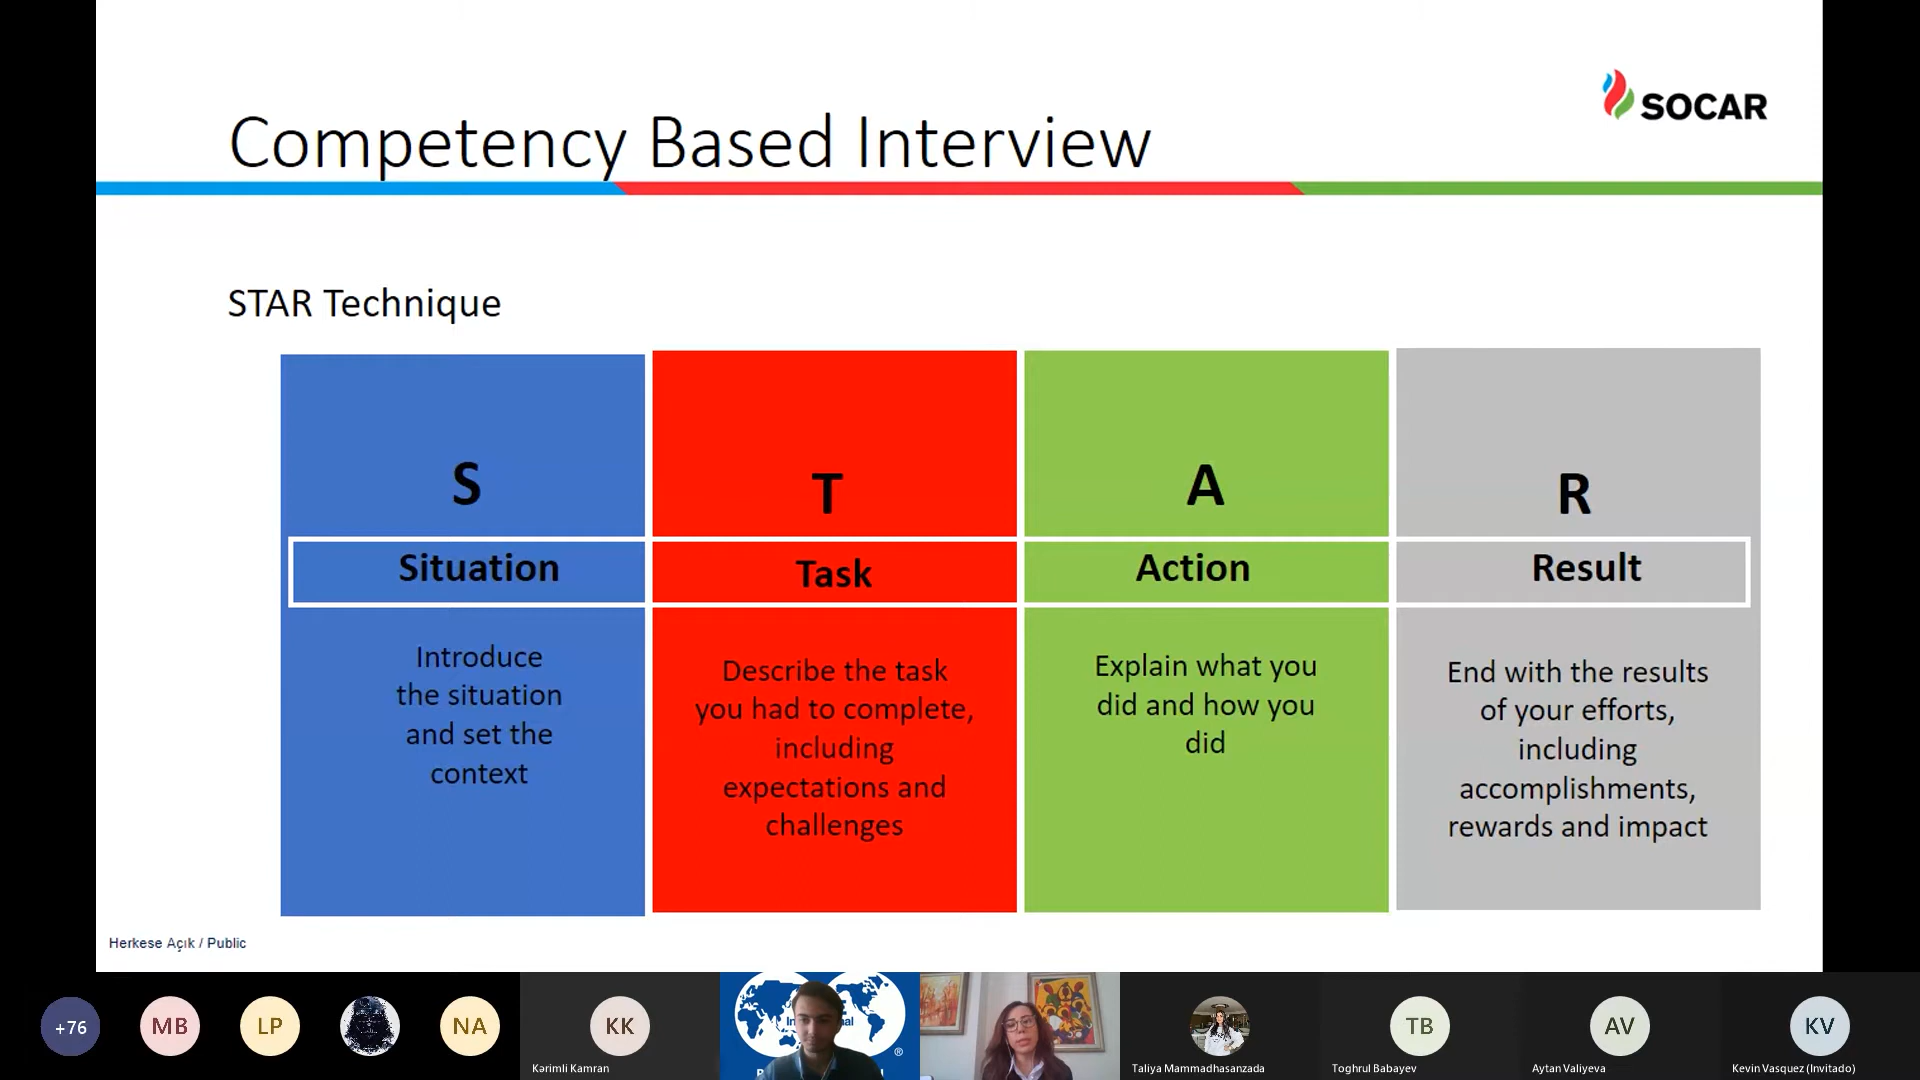 SOCAR
Competency Based Interview
STAR Technique
S
Situation
Introduce
the situation
and set the
context
T
Task
Describe the task
you had to complete,
including
expectations and
challenges
A
Action
Explain what you
did and how you
did
R
Result
End with the results
of your efforts,
including
accomplishments,
rewards and impact
Herkese Açık / Public
+76
MB
LP
NA
KK
Kərimli Kamran
®
Taliya Mammadhasanzada
TB
Toghrul Babayev
AV
Aytan Valiyeva
KV
Kevin Vasquez (Invitado)